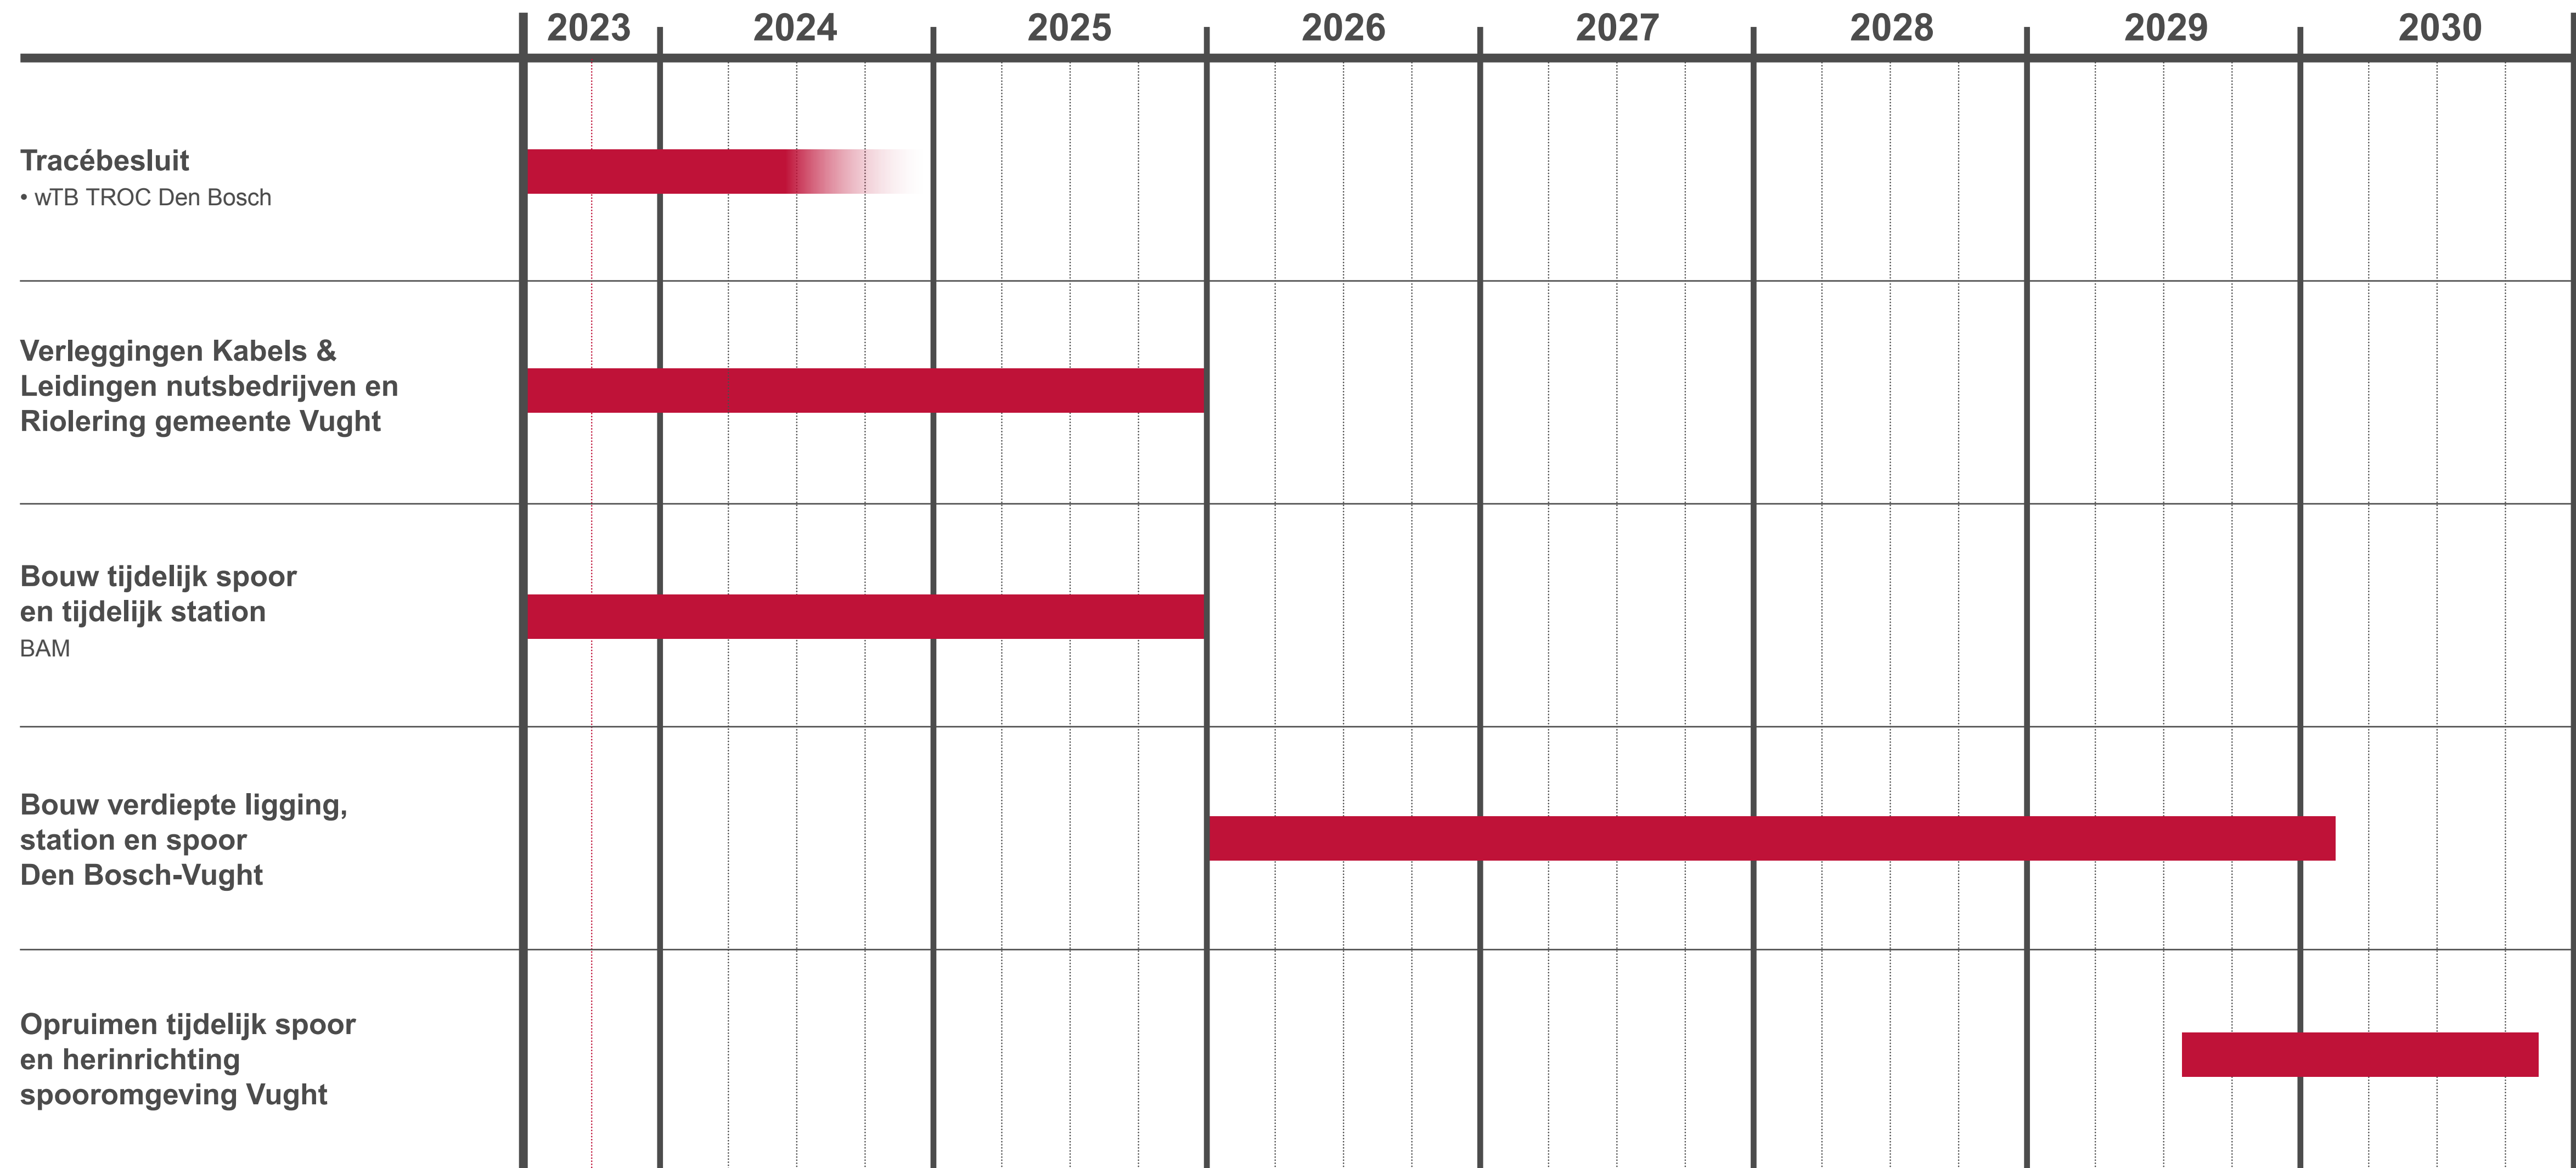 2023 2024 2025 2026 2027 2028 2029 2030
Tracébesluit
• wTB TROC Den Bosch
Verleggingen Kabels &
Leidingen nutsbedrijven en
Riolering gemeente Vught
Bouw tijdelijk spoor
en tijdelijk station
BAM
Bouw verdiepte ligging,
station en spoor
Den Bosch-Vught
Opruimen tijdelijk spoor
en herinrichting
spooromgeving Vught